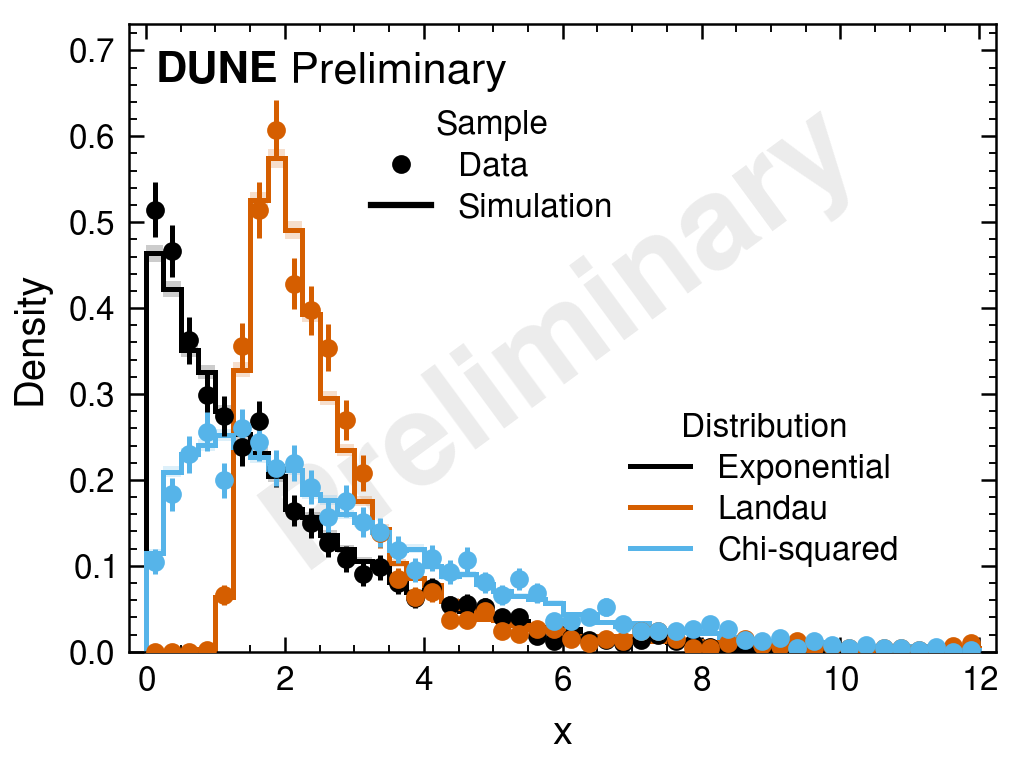 DUNE Preliminary
Sample
Data
Simulation
Preliminary
Distribution
Exponential
Landau
Chi-squared
Density
0.7
0.6
0.5
0.4
0.3
0.2
0.1
0.0
0 2 4 6 8 10 12
x